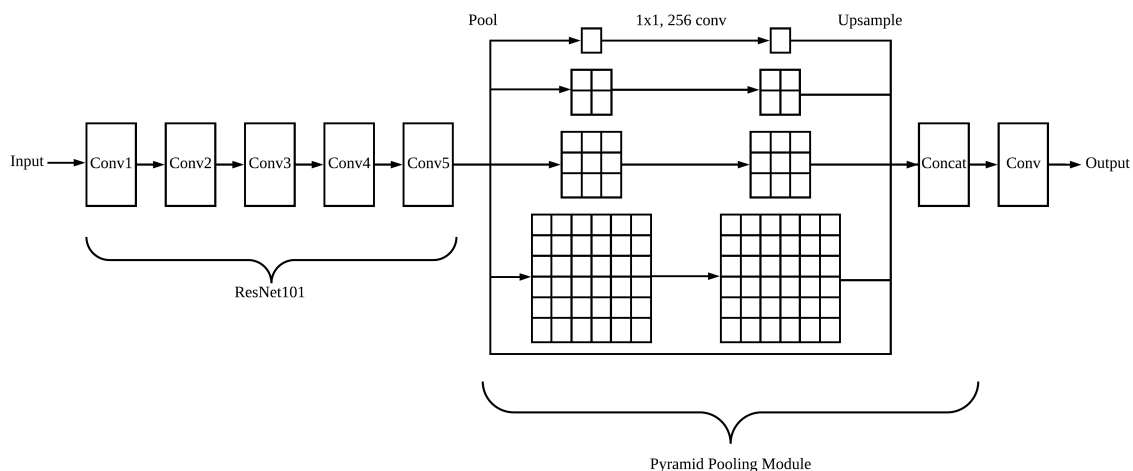 Pool
1x1, 256 conv
Upsample
Input
Conv1
Conv2
Conv3
Conv4
Conv5
Concat
Conv
Output
ResNet101
Pyramid Pooling Module